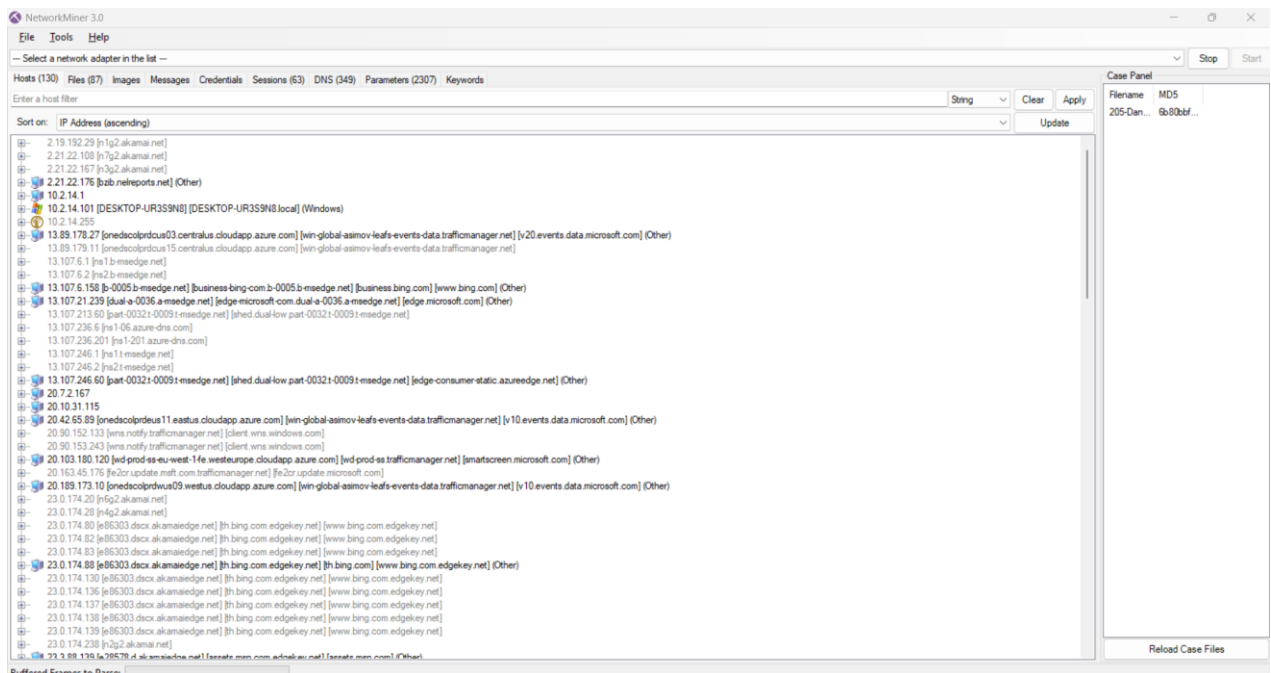 NetworkMiner 3.0
File Tools Help
--- Select a network adapter in the list ---
Stop Start
Hosts (130) Files (87) Images Messages Credentials Sessions (63) DNS (349) Parameters (2307) Keywords
Case Panel
Enter a host filter
String
Clear Apply
Filename MD5
205-Dan... 6b80bbf...
Sort on: IP Address (ascending)
Update
2.19.192.29 [n1g2.akamai.net]
2.21.22.108 [n7g2.akamai.net]
2.21.22.167 [n3g2.akamai.net]
2.21.22.176 [bzib.nelreports.net] (Other)
10.2.14.1
10.2.14.101 [DESKTOP-UR3S9N8] [DESKTOP-UR3S9N8.local] (Windows)
10.2.14.255
13.89.178.27 [onedscolprdcus03.centralus.cloudapp.azure.com] [win-global-asimov-leafs-events-data.trafficmanager.net] [v20.events.data.microsoft.com] (Other)
13.89.179.11 [onedscolprdcus15.centralus.cloudapp.azure.com] [win-global-asimov-leafs-events-data.trafficmanager.net]
13.107.6.1 [ns1.b-msedge.net]
13.107.6.2 [ns2.b-msedge.net]
13.107.6.158 [b-0005.b-msedge.net] [business-bing-com.b-0005.b-msedge.net] [business.bing.com] [www.bing.com] (Other)
13.107.21.239 [dual-a-0036.a-msedge.net] [edge-microsoft-com.dual-a-0036.a-msedge.net] [edge.microsoft.com] (Other)
13.107.213.60 [part-0032.t-0009.t-msedge.net] [shed.dual-low.part-0032.t-0009.t-msedge.net]
13.107.236.6 [ns1-06.azure-dns.com]
13.107.236.201 [ns1-201.azure-dns.com]
13.107.246.1 [ns1.t-msedge.net]
13.107.246.2 [ns2.t-msedge.net]
13.107.246.60 [part-0032.t-0009.t-msedge.net] [shed.dual-low.part-0032.t-0009.t-msedge.net] [edge-consumer-static.azureedge.net] (Other)
20.7.2.167
20.10.31.115
20.42.65.89 [onedscolprdeus11.eastus.cloudapp.azure.com] [win-global-asimov-leafs-events-data.trafficmanager.net] [v10.events.data.microsoft.com] (Other)
20.90.152.133 [wns.notify.trafficmanager.net] [client.wns.windows.com]
20.90.153.243 [wns.notify.trafficmanager.net] [client.wns.windows.com]
20.103.180.120 [wd-prod-ss-eu-west-1-fe.westeurope.cloudapp.azure.com] [wd-prod-ss.trafficmanager.net] [smartscreen.microsoft.com] (Other)
20.163.45.176 [fe2cr.update.msft.com.trafficmanager.net] [fe2cr.update.microsoft.com]
20.189.173.10 [onedscolprdwus09.westus.cloudapp.azure.com] [win-global-asimov-leafs-events-data.trafficmanager.net] [v10.events.data.microsoft.com] (Other)
23.0.174.20 [n6g2.akamai.net]
23.0.174.28 [n4g2.akamai.net]
23.0.174.80 [e86303.dscx.akamaiedge.net] [th.bing.com.edgekey.net] [www.bing.com.edgekey.net]
23.0.174.82 [e86303.dscx.akamaiedge.net] [th.bing.com.edgekey.net] [www.bing.com.edgekey.net]
23.0.174.83 [e86303.dscx.akamaiedge.net] [th.bing.com.edgekey.net] [www.bing.com.edgekey.net]
23.0.174.88 [e86303.dscx.akamaiedge.net] [th.bing.com.edgekey.net] [th.bing.com] [www.bing.com.edgekey.net] (Other)
23.0.174.130 [e86303.dscx.akamaiedge.net] [th.bing.com.edgekey.net] [www.bing.com.edgekey.net]
23.0.174.136 [e86303.dscx.akamaiedge.net] [th.bing.com.edgekey.net] [www.bing.com.edgekey.net]
23.0.174.137 [e86303.dscx.akamaiedge.net] [th.bing.com.edgekey.net] [www.bing.com.edgekey.net]
23.0.174.138 [e86303.dscx.akamaiedge.net] [th.bing.com.edgekey.net] [www.bing.com.edgekey.net]
23.0.174.139 [e86303.dscx.akamaiedge.net] [th.bing.com.edgekey.net] [www.bing.com.edgekey.net]
23.0.174.238 [n2g2.akamai.net]
23.3.88.139 [e28578.d.akamaiedge.net] [assets.msn.com.edgekey.net] [assets.msn.com] (Other)
Reload Case Files
Buffered Frames to Parse: